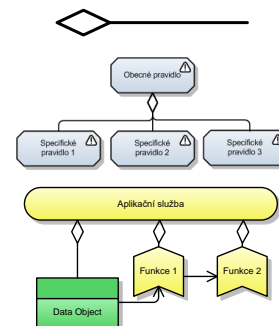 Obecné pravidlo
Specifické
pravidlo 1
Specifické
pravidlo 2
Specifické
pravidlo 3
Aplikační služba
Funkce 1
Funkce 2
Data Object